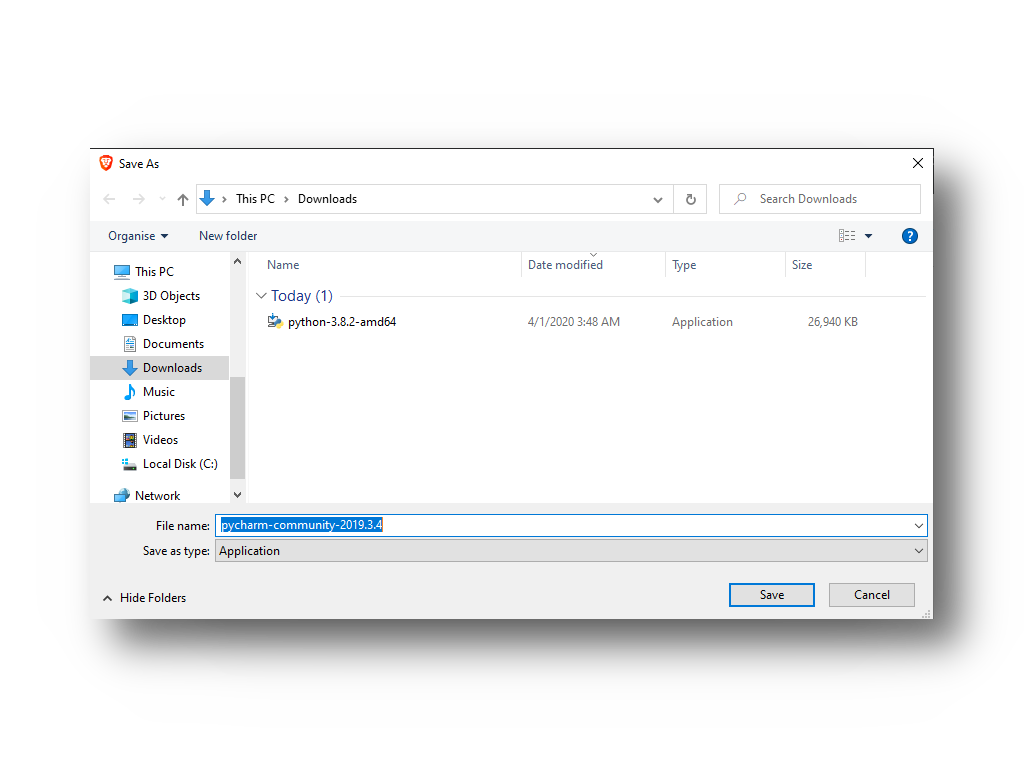 Save As
This PC Downloads Search Downloads
Organise New folder ?
Name Date modified Type Size
This PC
3D Objects
Desktop
Documents
Downloads
Music
Pictures
Videos
Local Disk (C:)
Network
Today (1)
python-3.8.2-amd64 4/1/2020 3:48 AM Application 26,940 KB
File name: pycharm-community-2019.3.4
Save as type: Application
Hide Folders Save Cancel